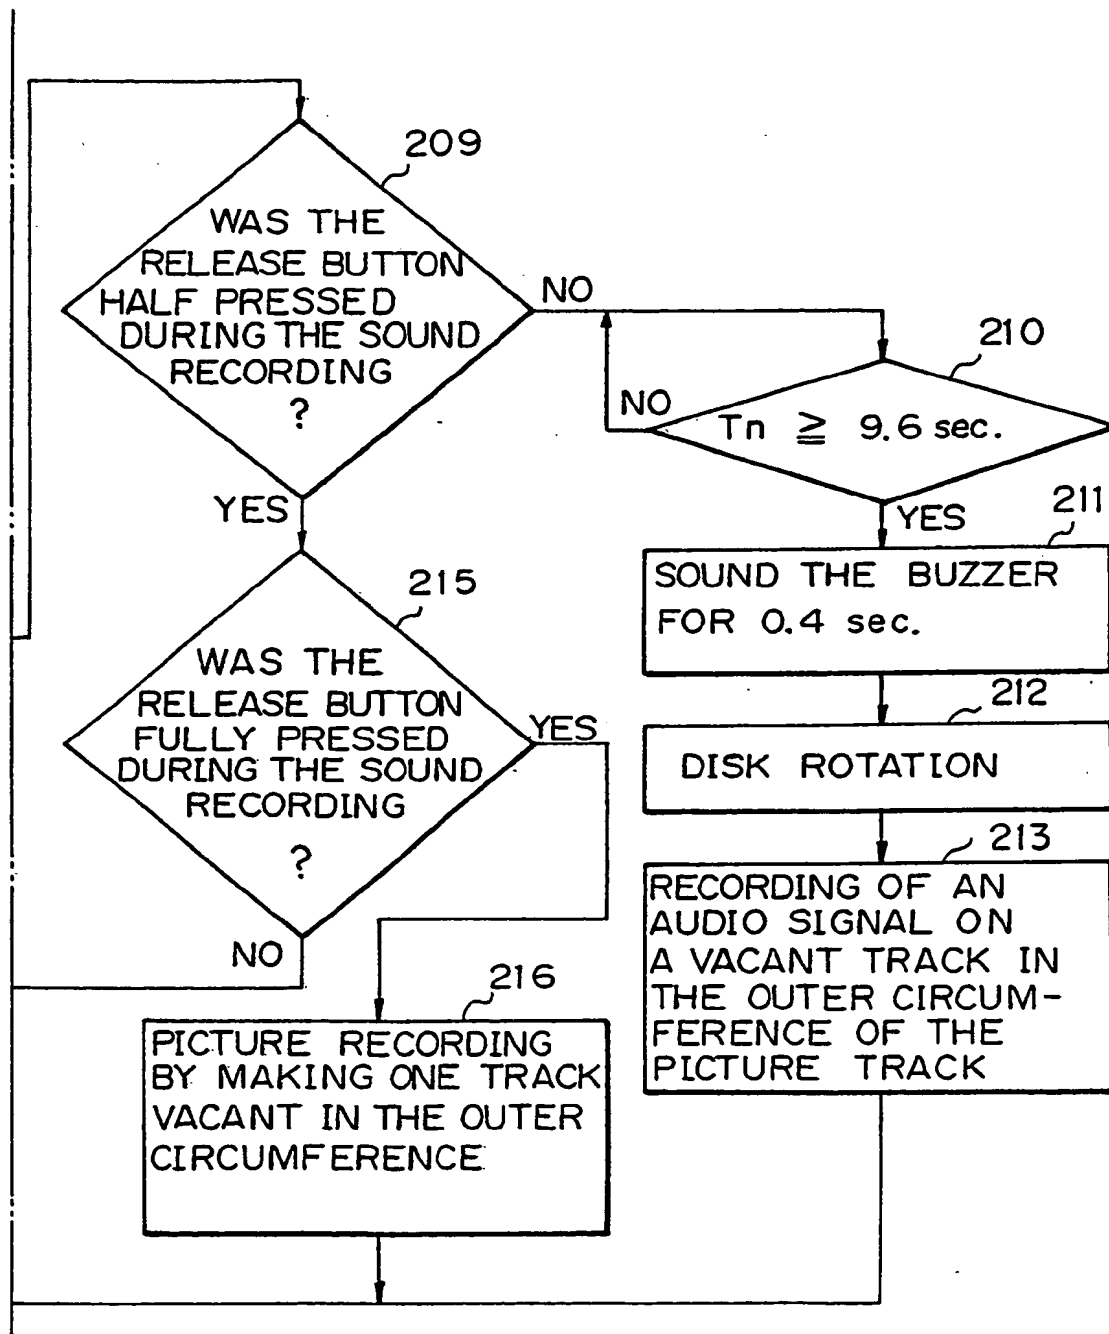 209
WAS THE
RELEASE BUTTON
HALF PRESSED
DURING THE SOUND
RECORDING
?
NO
YES
210
Tn ≧ 9.6 sec.
NO
YES
211
SOUND THE BUZZER
FOR 0.4 sec.
212
DISK ROTATION
213
RECORDING OF AN
AUDIO SIGNAL ON
A VACANT TRACK IN
THE OUTER CIRCUM-
FERENCE OF THE
PICTURE TRACK
215
WAS THE
RELEASE BUTTON
FULLY PRESSED
DURING THE SOUND
RECORDING
?
YES
NO
216
PICTURE RECORDING
BY MAKING ONE TRACK
VACANT IN THE OUTER
CIRCUMFERENCE